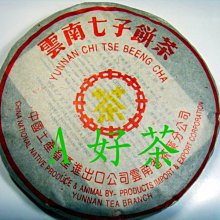 雲南七子餅茶
YUNNAN CHI TSE BEENG CHA
茶
A好茶
中國土產畜產進出口公司雲南省茶葉分公司
CHINA NATIONAL NATIVE PRODUCE & ANIMAL BY-PRODUCTS IMPORT & EXPORT CORPORATION
YUNNAN TEA BRANCH